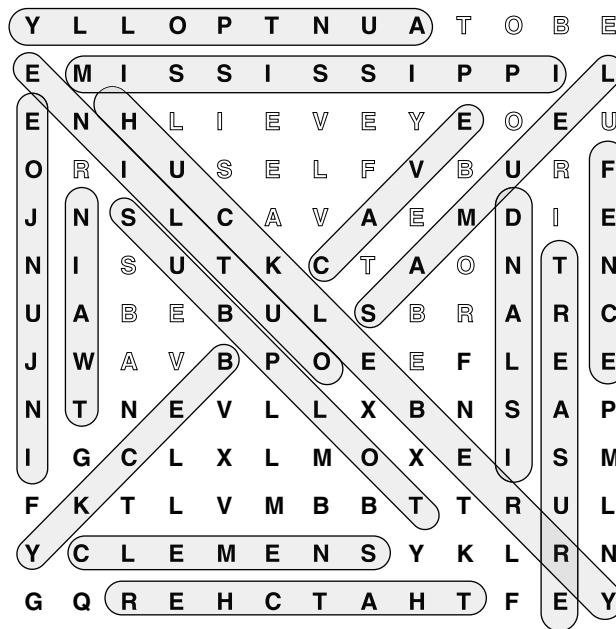 Y L L O P T N U A T O B E
E M I S S I S S I P P I L
E N H L I E V E Y E O E U
O R I U S E L F V B U R F
J N S L C A V A E M D I E
N I S U T K C T A O N T N
U A B E B U L S B R A R C
J W A V B P O E E F L E E
N T N E V L L X B N S A P
I G C L X L M O X E I S M
F K T L V M B B T T R U L
Y C L E M E N S Y K L R N
G Q R E H C T A H T F E Y